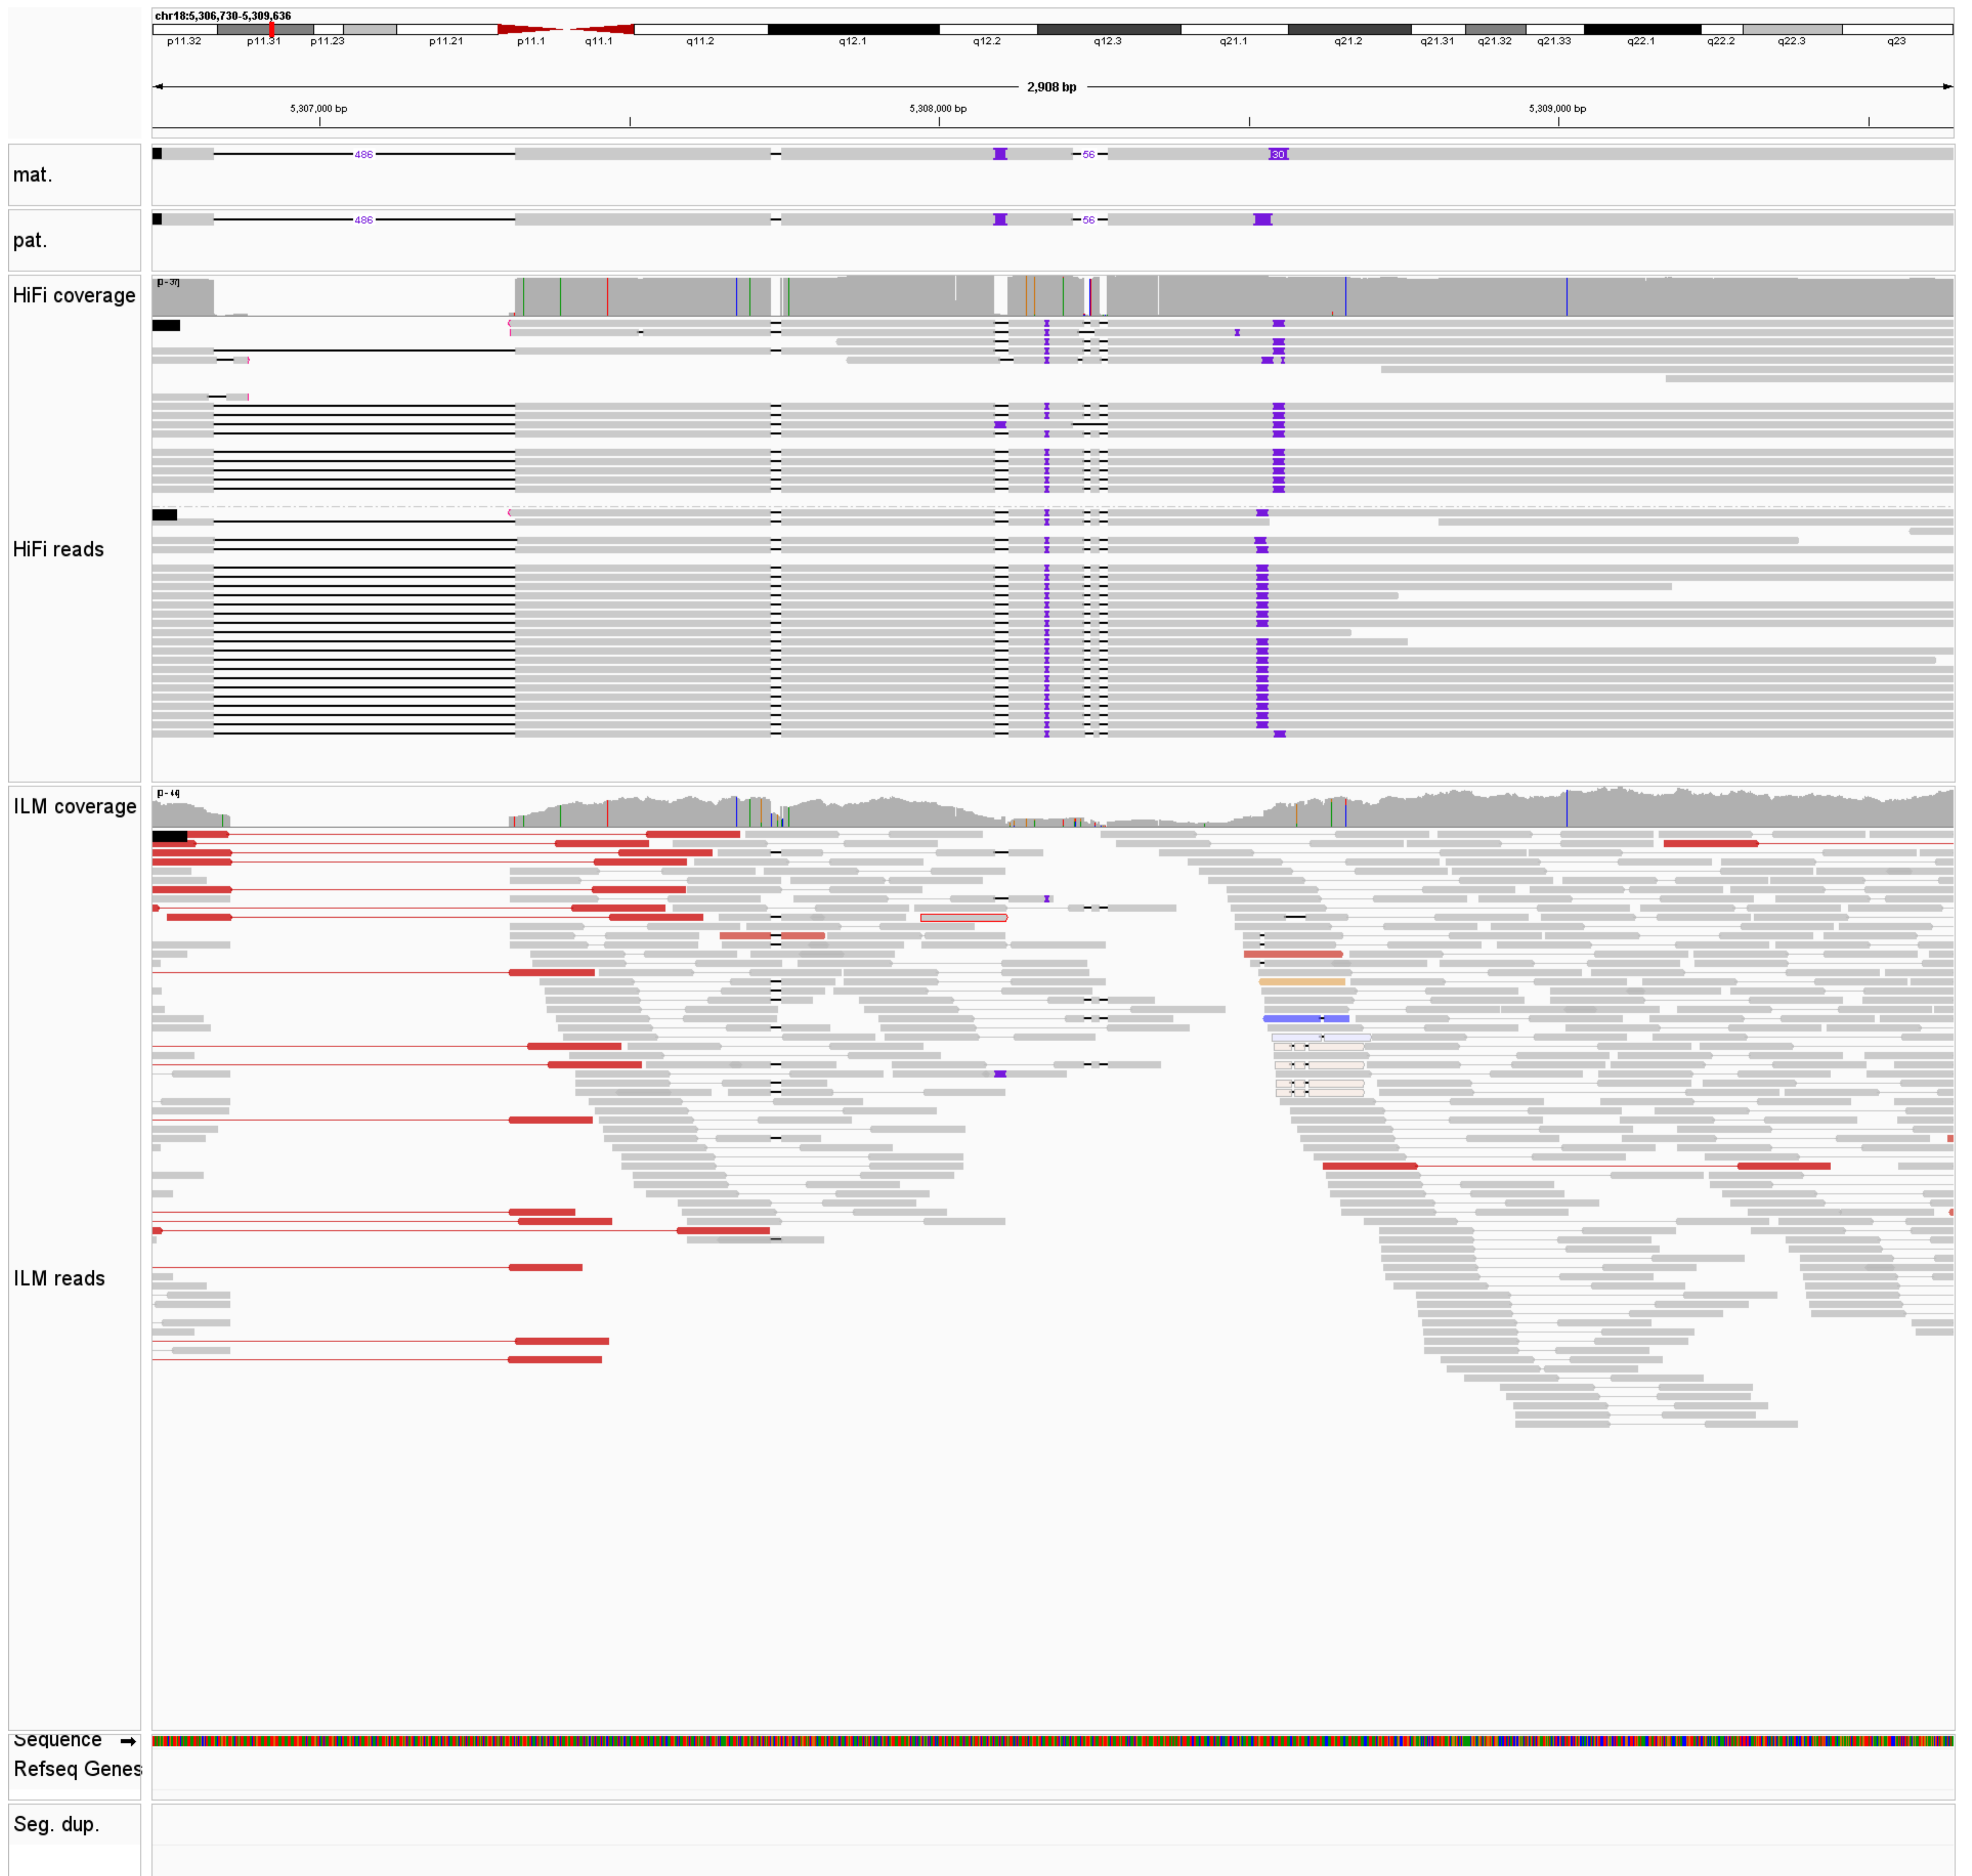 chr18:5,306,730-5,309,636
p11.32 p11.31 p11.23 p11.21 p11.1 q11.1 q11.2 q12.1 q12.2 q12.3 q21.1 q21.2 q21.31 q21.32 q21.33 q22.1 q22.2 q22.3 q23
2,908 bp
5,307,000 bp 5,308,000 bp 5,309,000 bp
mat. 486 56 30
pat. 486 56
HiFi coverage
HiFi reads
ILM coverage
ILM reads
Sequence
Refseq Genes
Seg. dup.